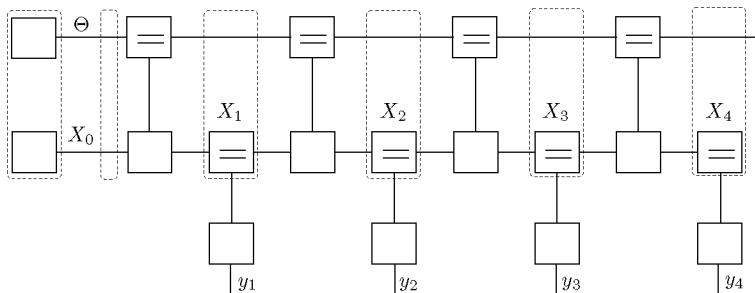 Θ
= = = =
X₀ X₁ X₂ X₃ X₄
= = = =
y₁ y₂ y₃ y₄